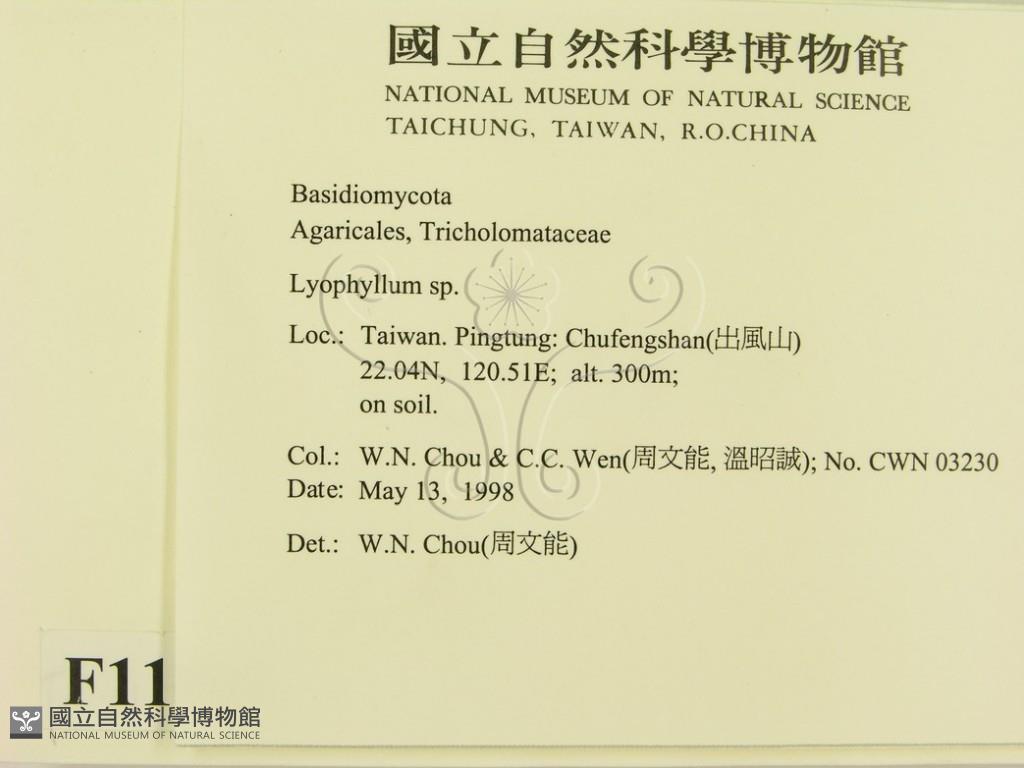 國立自然科學博物館
NATIONAL MUSEUM OF NATURAL SCIENCE
TAICHUNG, TAIWAN, R.O.CHINA
Basidiomycota
Agaricales, Tricholomataceae
Lyophyllum sp.
Loc.: Taiwan. Pingtung: Chufengshan(出風山)
22.04N, 120.51E; alt. 300m;
on soil.
Col.: W.N. Chou & C.C. Wen(周文能, 溫昭誠); No. CWN 03230
Date: May 13, 1998
Det.: W.N. Chou(周文能)
F11
國立自然科學博物館
NATIONAL MUSEUM OF NATURAL SCIENCE